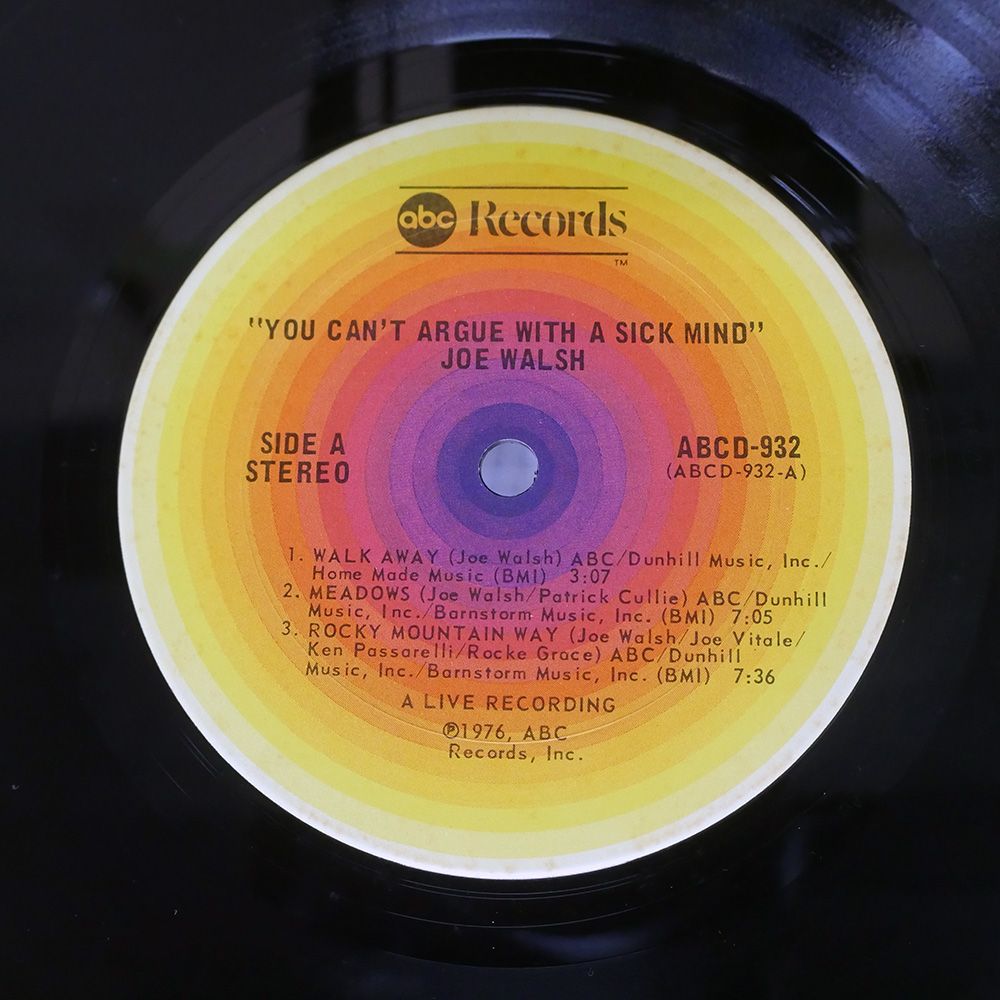 abc Records
TM
"YOU CAN'T ARGUE WITH A SICK MIND"
JOE WALSH
SIDE A
STEREO
ABCD-932
(ABCD-932-A)
1. WALK AWAY (Joe Walsh) ABC/Dunhill Music, Inc./
Home Made Music (BMI) 3:07
2. MEADOWS (Joe Walsh/Patrick Cullie) ABC/Dunhill
Music, Inc./Barnstorm Music, Inc. (BMI) 7:05
3. ROCKY MOUNTAIN WAY (Joe Walsh/Joe Vitale/
Ken Passarelli/Rocke Grace) ABC/Dunhill
Music, Inc./Barnstorm Music, Inc. (BMI) 7:36
A LIVE RECORDING
℗1976, ABC
Records, Inc.